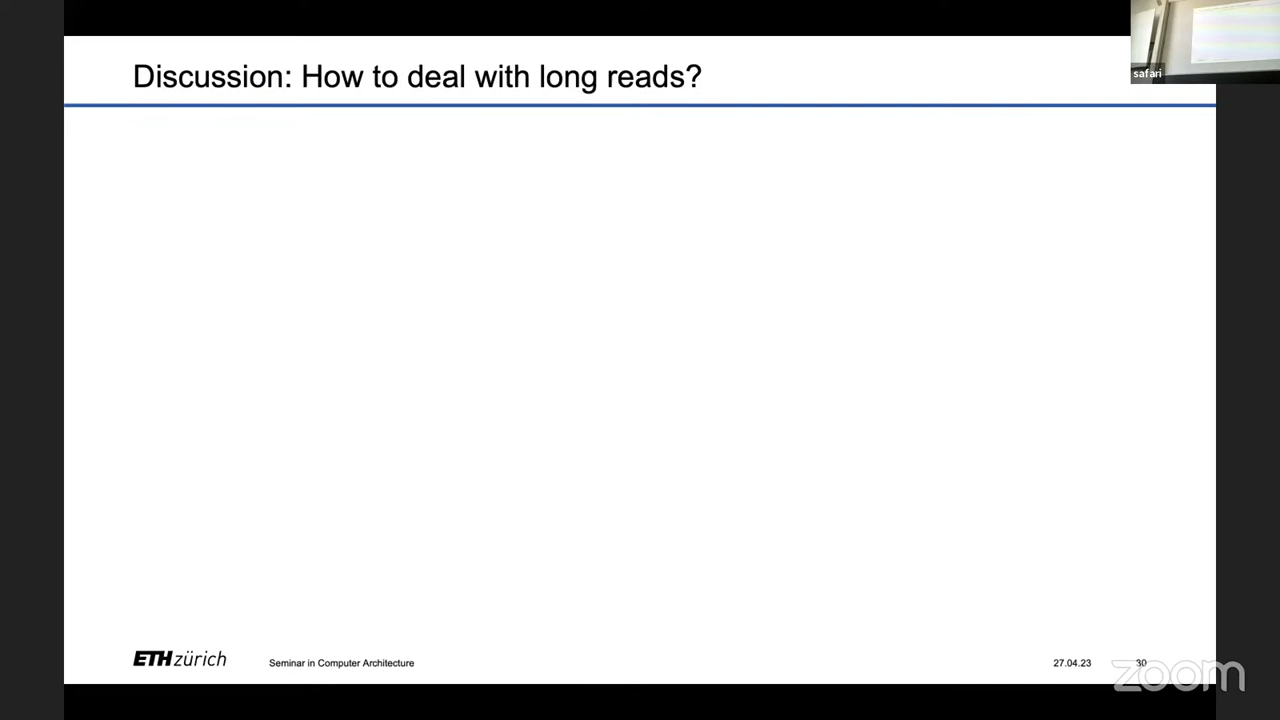 safari
Discussion: How to deal with long reads?
ETH zürich
Seminar in Computer Architecture
27.04.23
30
zoom